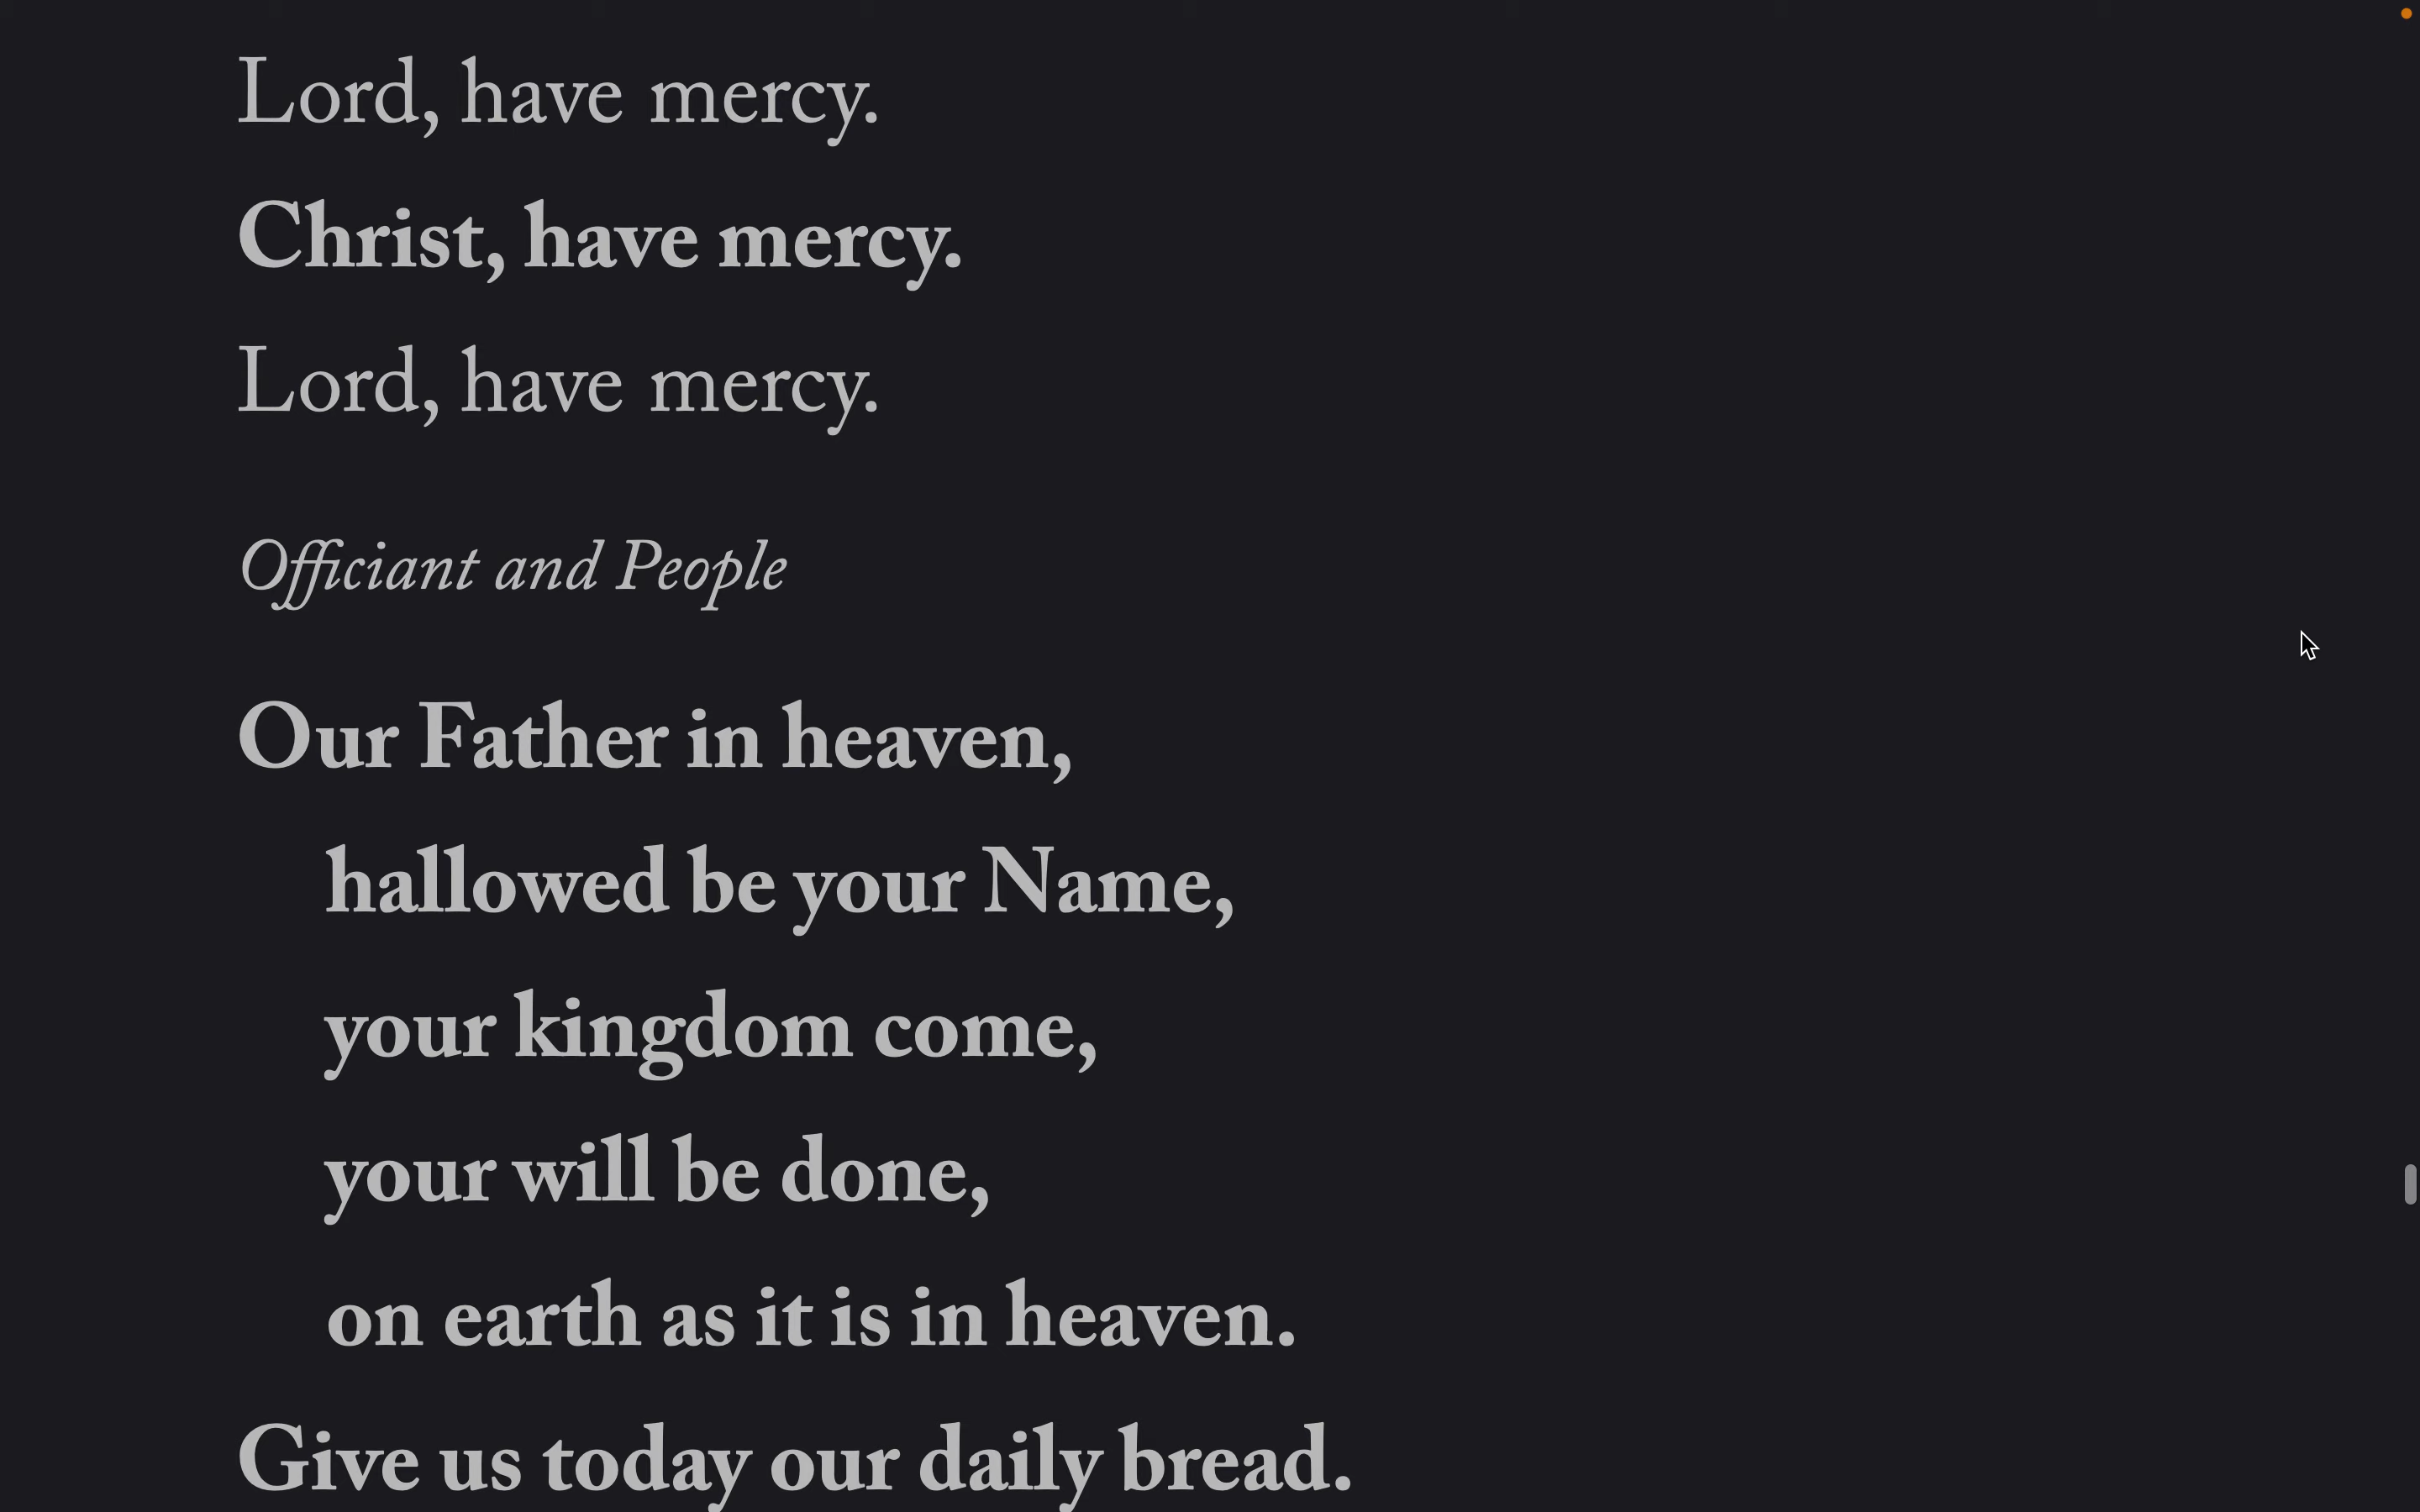 Lord, have mercy.
Christ, have mercy.
Lord, have mercy.
Officiant and People
Our Father in heaven,
hallowed be your Name,
your kingdom come,
your will be done,
on earth as it is in heaven.
Give us today our daily bread.